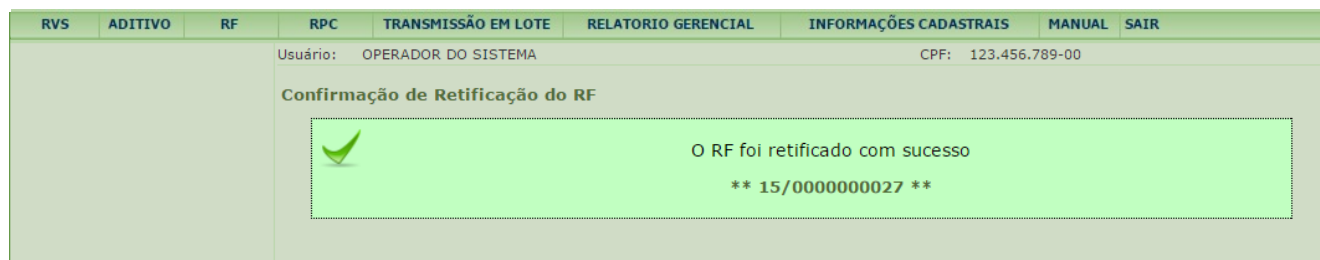 RVS ADITIVO RF RPC TRANSMISSÃO EM LOTE RELATORIO GERENCIAL INFORMAÇÕES CADASTRAIS MANUAL SAIR
Usuário: OPERADOR DO SISTEMA CPF: 123.456.789-00
Confirmação de Retificação do RF
O RF foi retificado com sucesso
** 15/0000000027 **